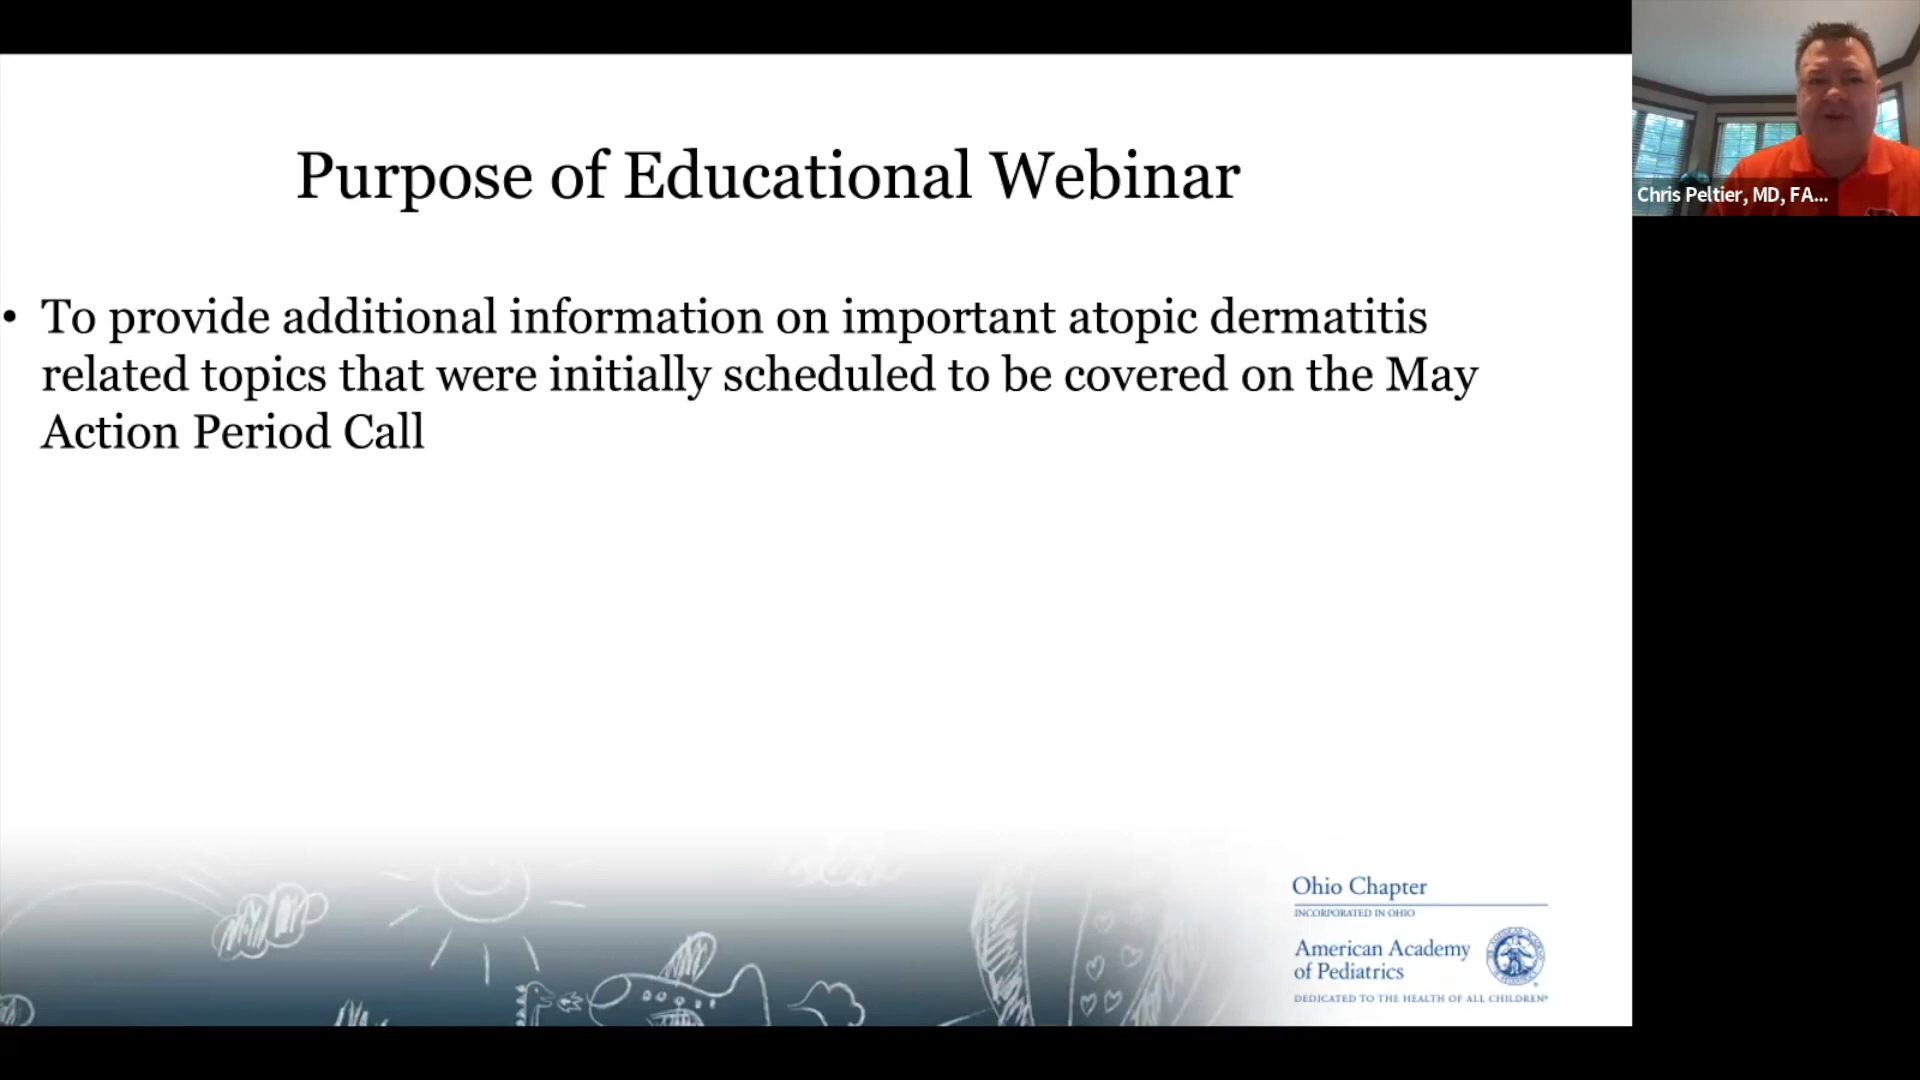 Purpose of Educational Webinar
• To provide additional information on important atopic dermatitis
related topics that were initially scheduled to be covered on the May
Action Period Call
Chris Peltier, MD, FA...
Ohio Chapter
INCORPORATED IN OHIO
American Academy
of Pediatrics
DEDICATED TO THE HEALTH OF ALL CHILDREN®